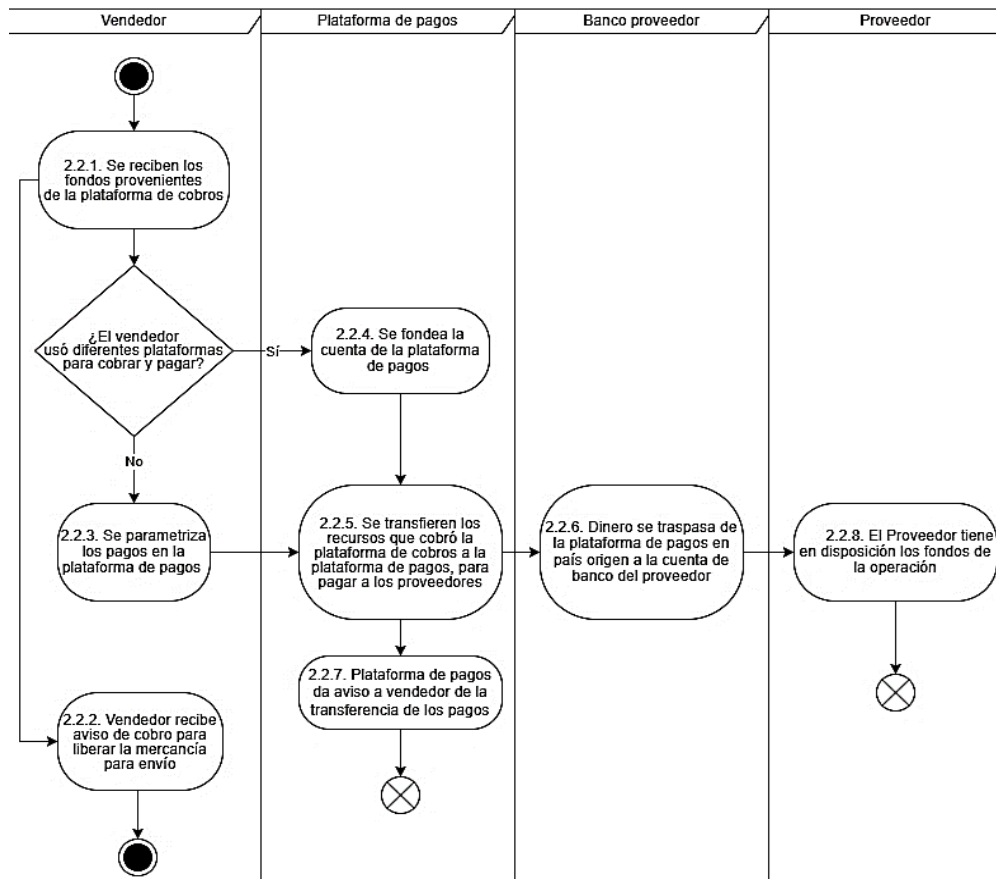 Vendedor
Plataforma de pagos
Banco proveedor
Proveedor
2.2.1. Se reciben los
fondos provenientes
de la plataforma de cobros
¿El vendedor
usó diferentes plataformas
para cobrar y pagar?
Sí
2.2.4. Se fondea la
cuenta de la plataforma
de pagos
No
2.2.3. Se parametriza
los pagos en la
plataforma de pagos
2.2.5. Se transfieren los
recursos que cobró la
plataforma de cobros a la
plataforma de pagos, para
pagar a los proveedores
2.2.6. Dinero se traspasa de
la plataforma de pagos en
país origen a la cuenta de
banco del proveedor
2.2.8. El Proveedor tiene
en disposición los fondos de
la operación
2.2.7. Plataforma de pagos
da aviso a vendedor de la
transferencia de los pagos
2.2.2. Vendedor recibe
aviso de cobro para
liberar la mercancía
para envío